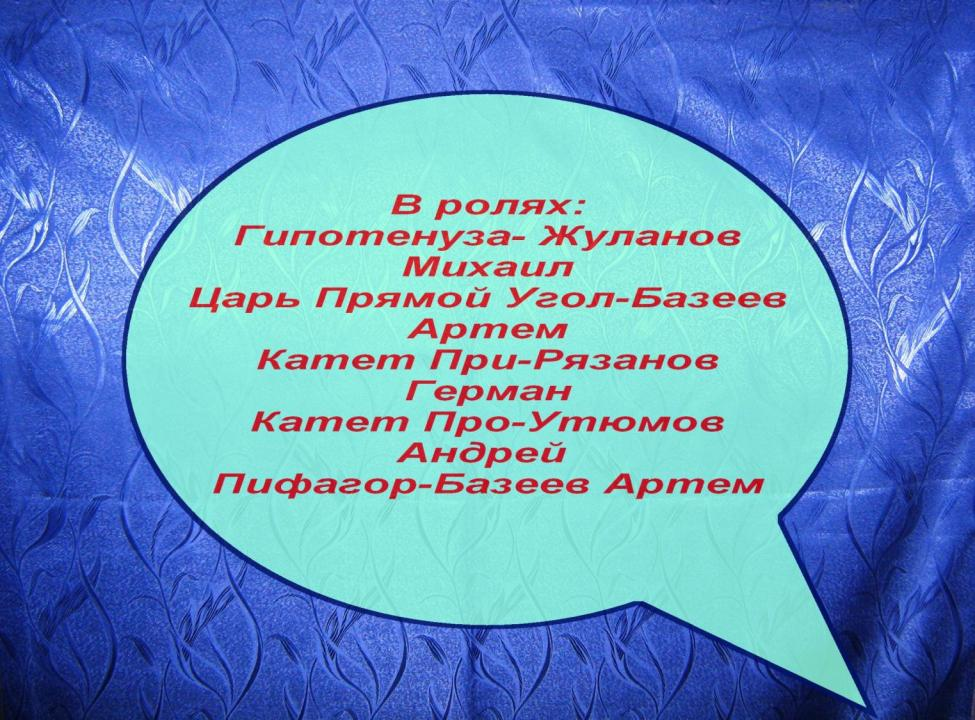 В ролях:
Гипотенуза- Жуланов
Михаил
Царь Прямой Угол-Базеев
Артем
Катет При-Рязанов
Герман
Катет Про-Утюмов
Андрей
Пифагор-Базеев Артем